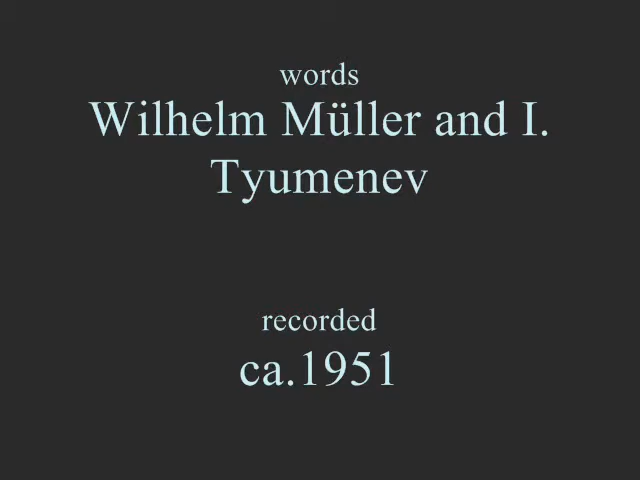 words
Wilhelm Müller and I.
Tyumenev
recorded
ca.1951